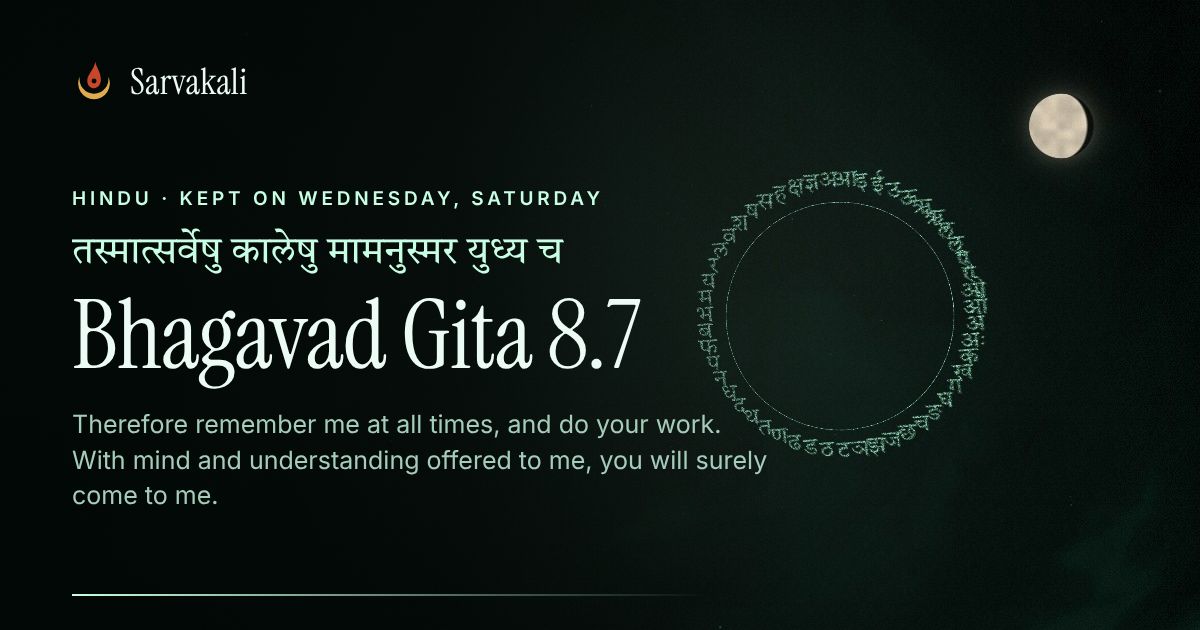 Sarvakali
HINDU · KEPT ON WEDNESDAY, SATURDAY
तस्मात्सर्वेषु कालेषु मामनुस्मर युध्य च
Bhagavad Gita 8.7
Therefore remember me at all times, and do your work.
With mind and understanding offered to me, you will surely
come to me.